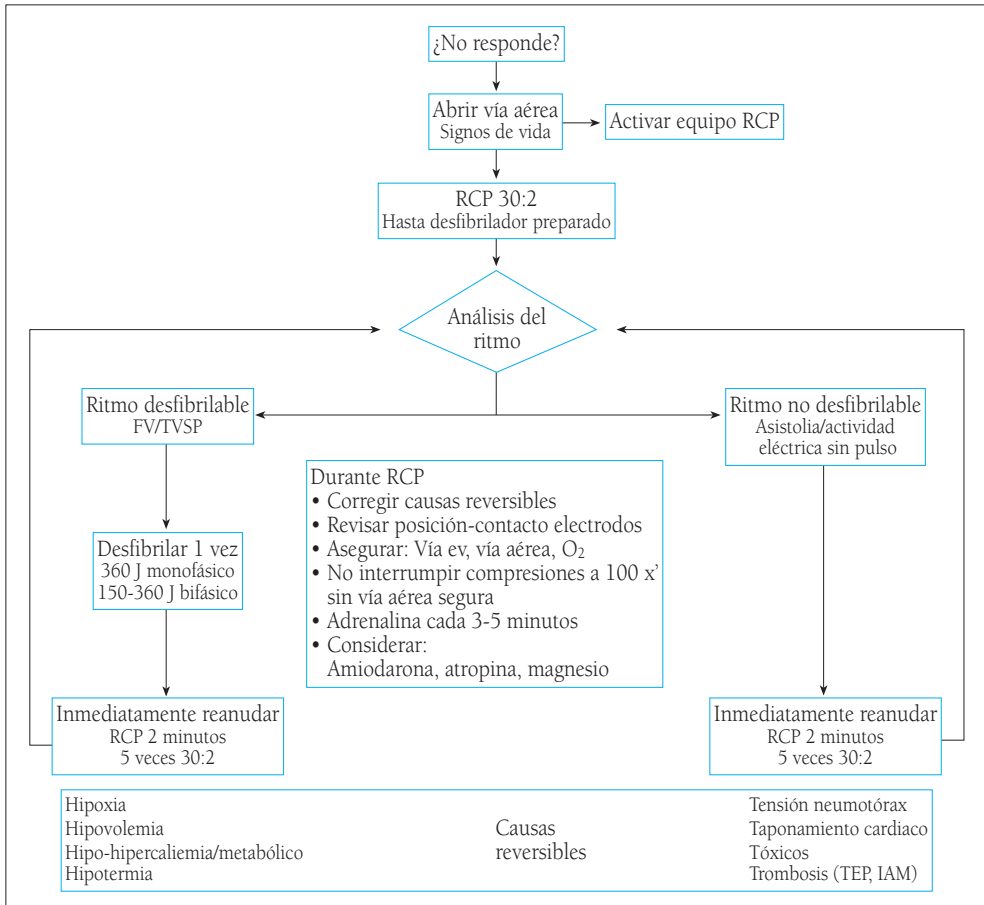 ¿No responde?
Abrir vía aérea
Signos de vida
Activar equipo RCP
RCP 30:2
Hasta desfibrilador preparado
Análisis del
ritmo
Ritmo desfibrilable
FV/TVSP
Ritmo no desfibrilable
Asistolia/actividad
eléctrica sin pulso
Desfibrilar 1 vez
360 J monofásico
150-360 J bifásico
Durante RCP
• Corregir causas reversibles
• Revisar posición-contacto electrodos
• Asegurar: Vía ev, vía aérea, O₂
• No interrumpir compresiones a 100 x’
sin vía aérea segura
• Adrenalina cada 3-5 minutos
• Considerar:
Amiodarona, atropina, magnesio
Inmediatamente reanudar
RCP 2 minutos
5 veces 30:2
Inmediatamente reanudar
RCP 2 minutos
5 veces 30:2
Hipoxia
Hipovolemia
Hipo-hipercaliemia/metabólico
Hipotermia
Causas
reversibles
Tensión neumotórax
Taponamiento cardiaco
Tóxicos
Trombosis (TEP, IAM)